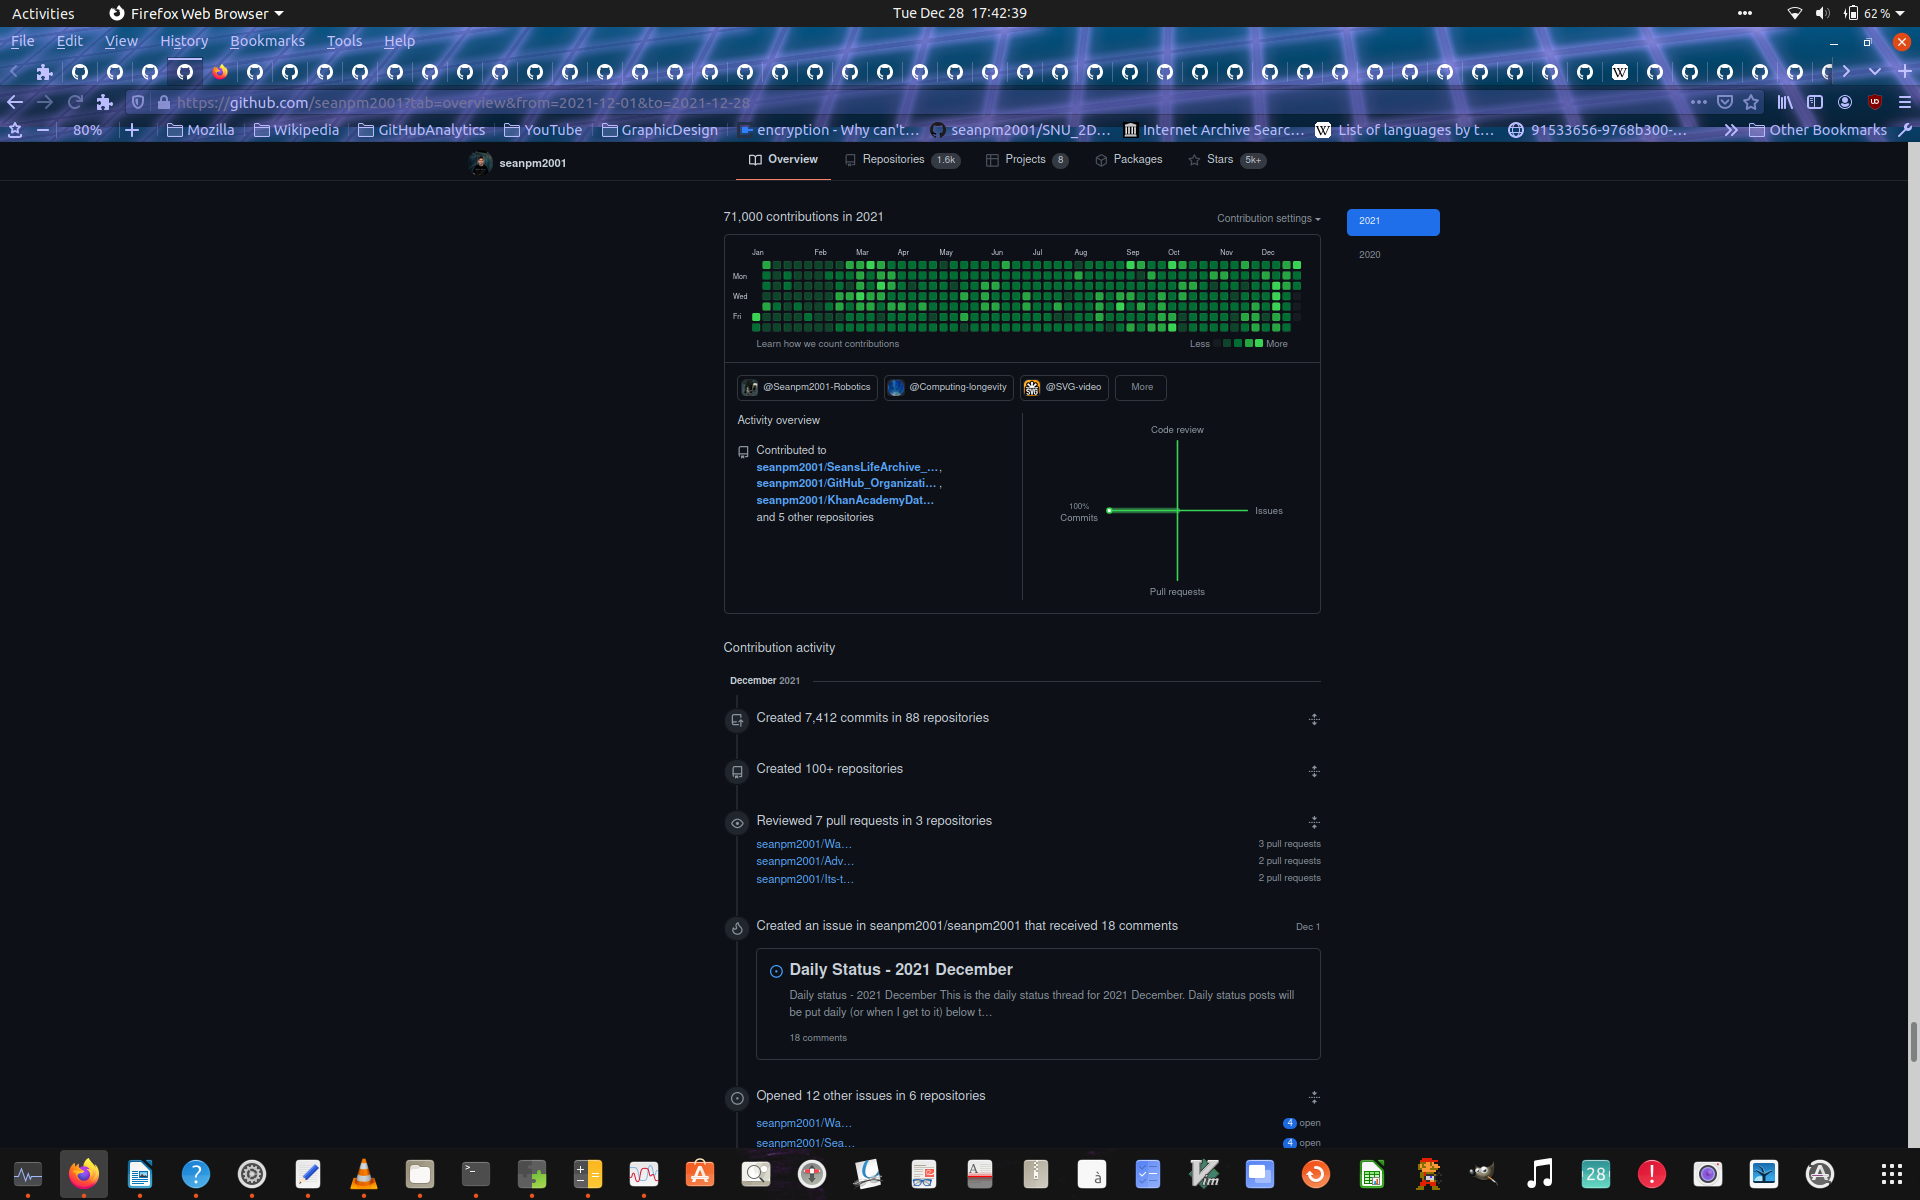 Activities Firefox Web Browser Tue Dec 28 17:42:39 62 %
File Edit View History Bookmarks Tools Help
https://github.com/seanpm2001?tab=overview&from=2021-12-01&to=2021-12-28
80% Mozilla Wikipedia GitHubAnalytics YouTube GraphicDesign encryption - Why can't… seanpm2001/SNU_2D… Internet Archive Searc… List of languages by t… 91533656-9768b300-… Other Bookmarks
seanpm2001 Overview Repositories 1.6k Projects 8 Packages Stars 5k+
71,000 contributions in 2021 Contribution settings 2021
2020
Jan Feb Mar Apr May Jun Jul Aug Sep Oct Nov Dec
Mon
Wed
Fri
Learn how we count contributions Less More
@Seanpm2001-Robotics @Computing-longevity @SVG-video More
Activity overview
Code review
Contributed to
seanpm2001/SeansLifeArchive_…,
seanpm2001/GitHub_Organizati… ,
seanpm2001/KhanAcademyDat…
and 5 other repositories
100%
Commits
Issues
Pull requests
Contribution activity
December 2021
Created 7,412 commits in 88 repositories
Created 100+ repositories
Reviewed 7 pull requests in 3 repositories
seanpm2001/Wa… 3 pull requests
seanpm2001/Adv… 2 pull requests
seanpm2001/Its-t… 2 pull requests
Created an issue in seanpm2001/seanpm2001 that received 18 comments Dec 1
Daily Status - 2021 December
Daily status - 2021 December This is the daily status thread for 2021 December. Daily status posts will
be put daily (or when I get to it) below t…
18 comments
Opened 12 other issues in 6 repositories
seanpm2001/Wa… 4 open
seanpm2001/Sea… 4 open
28